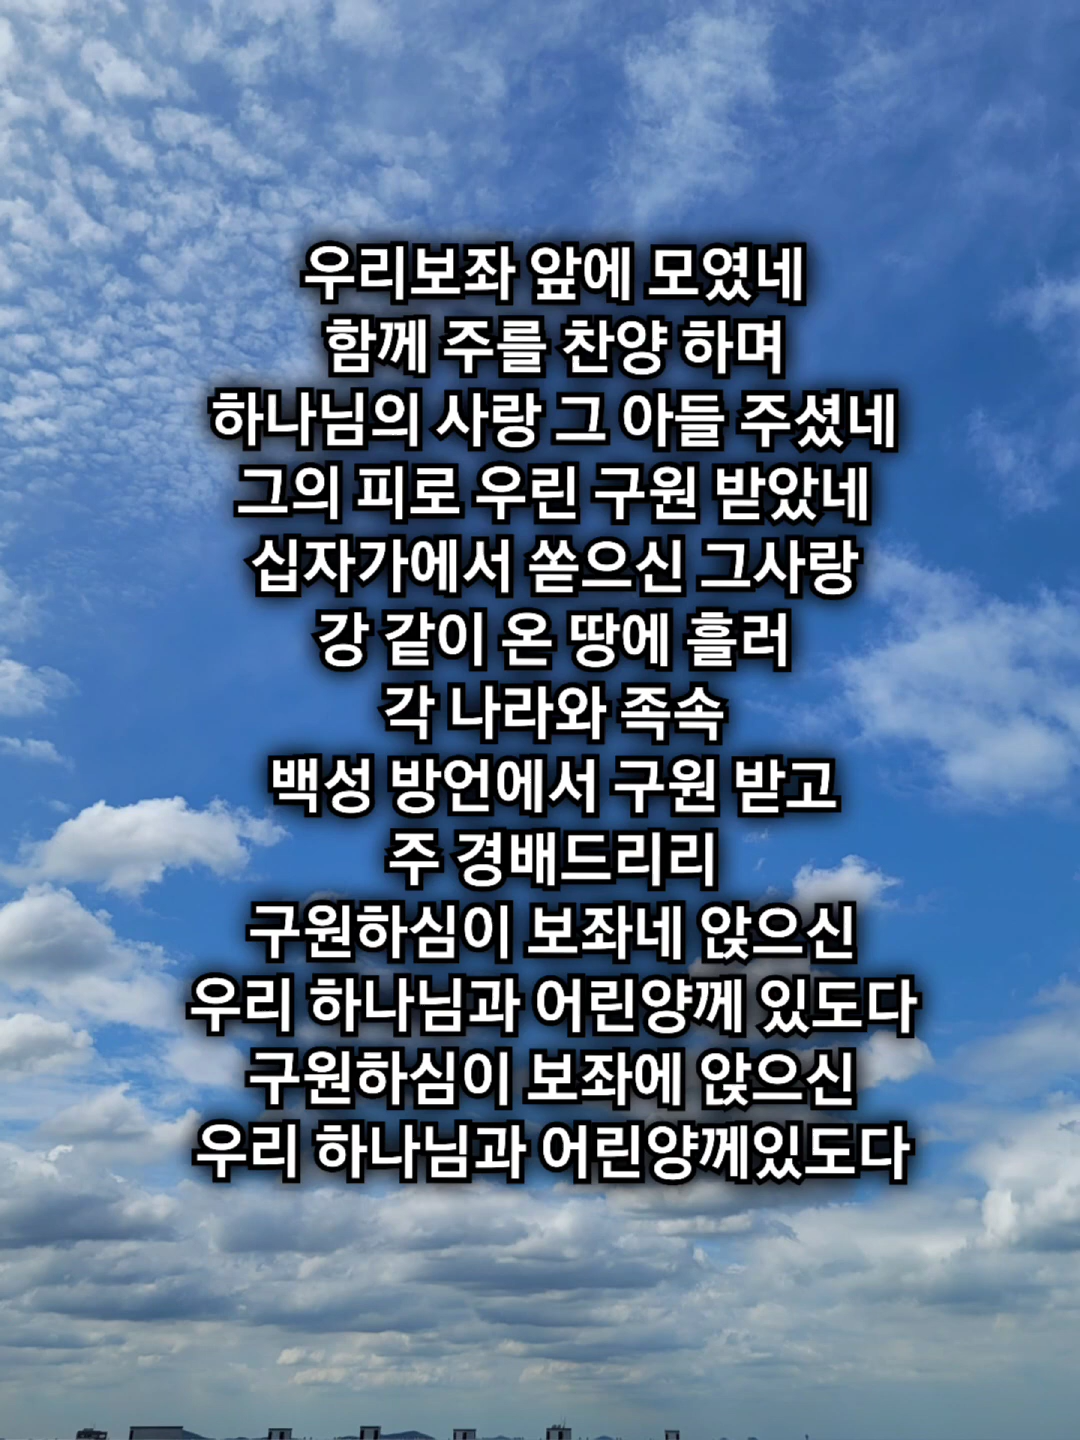 우리보좌 앞에 모였네
함께 주를 찬양 하며
하나님의 사랑 그 아들 주셨네
그의 피로 우린 구원 받았네
십자가에서 쏟으신 그사랑
강 같이 온 땅에 흘러
각 나라와 족속
백성 방언에서 구원 받고
주 경배드리리
구원하심이 보좌네 앉으신
우리 하나님과 어린양께 있도다
구원하심이 보좌에 앉으신
우리 하나님과 어린양께있도다